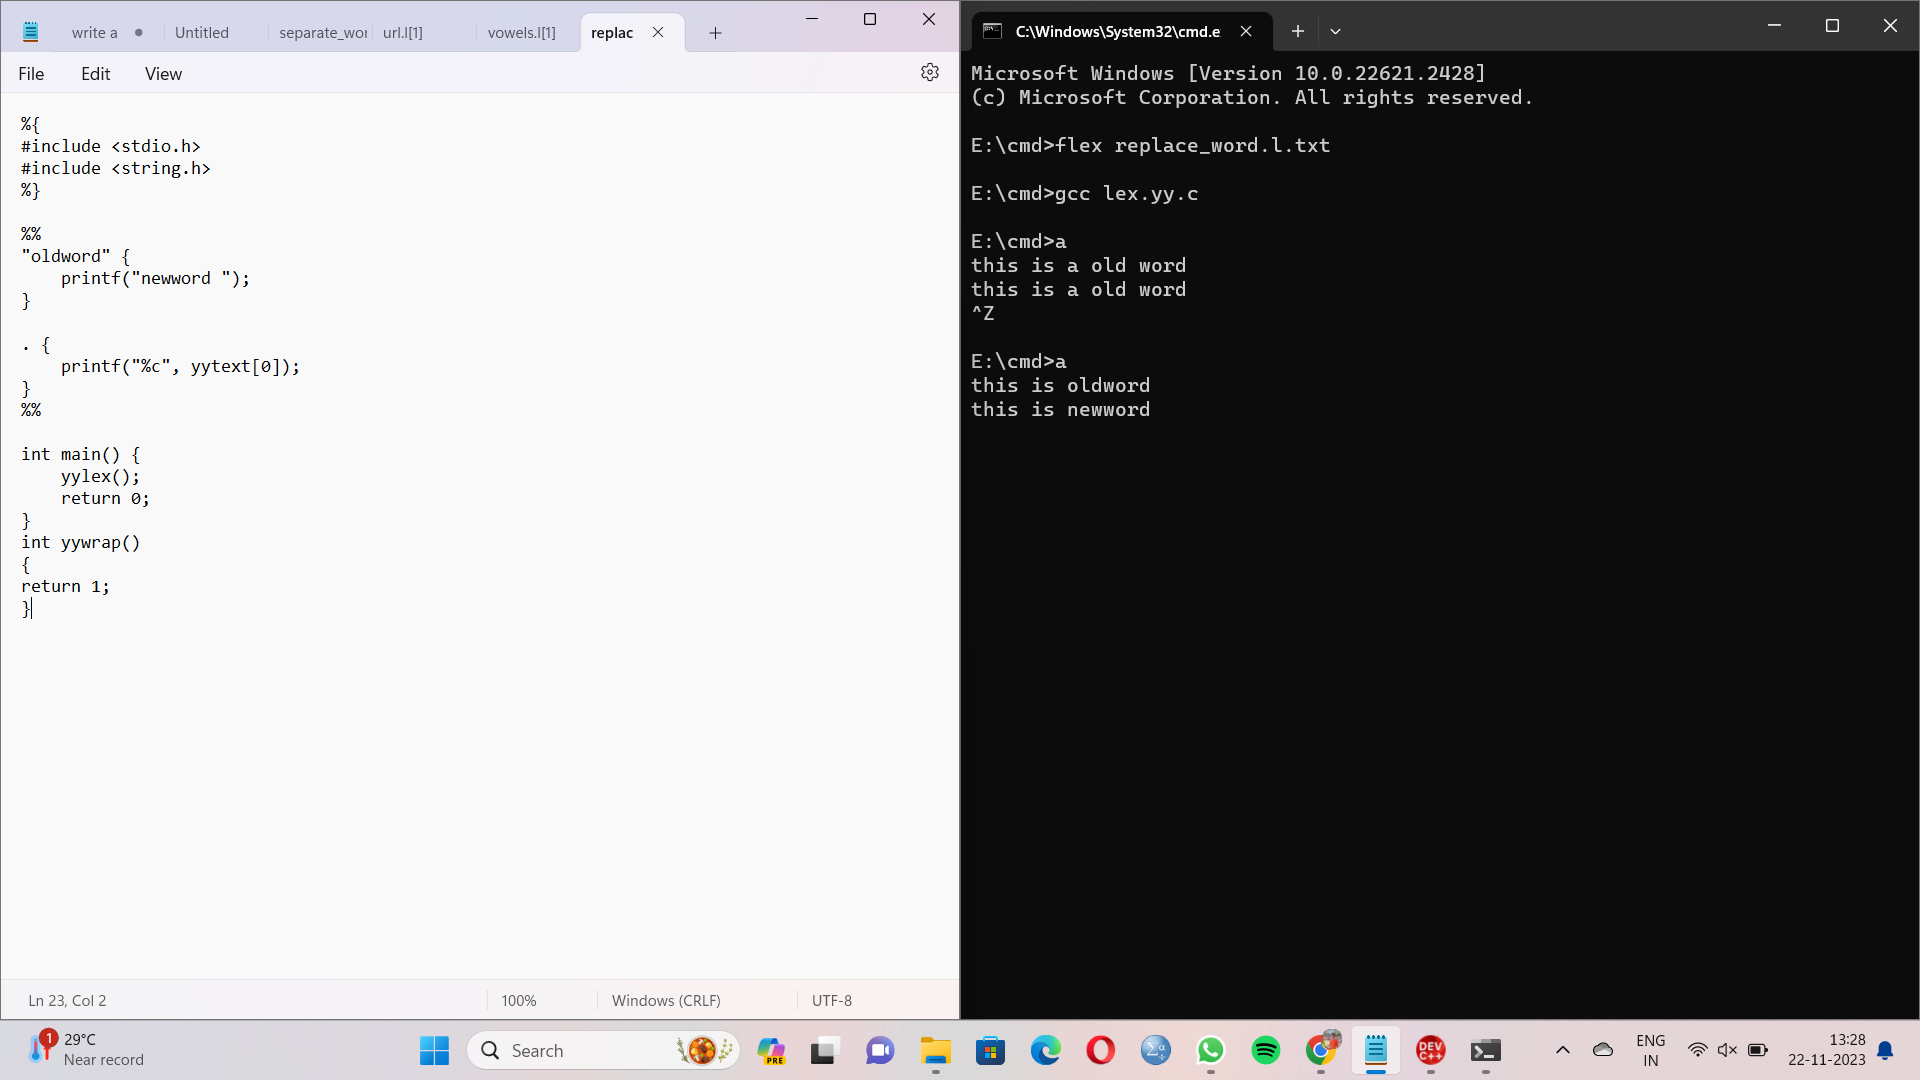 write a
Untitled
separate_wor
url.l[1]
vowels.l[1]
replac
File
Edit
View
%{
#include <stdio.h>
#include <string.h>
%}
%%
"oldword" {
    printf("newword ");
}
. {
    printf("%c", yytext[0]);
}
%%
int main() {
    yylex();
    return 0;
}
int yywrap()
{
return 1;
}
Ln 23, Col 2
100%
Windows (CRLF)
UTF-8
C:\Windows\System32\cmd.e
Microsoft Windows [Version 10.0.22621.2428]
(c) Microsoft Corporation. All rights reserved.
E:\cmd>flex replace_word.l.txt
E:\cmd>gcc lex.yy.c
E:\cmd>a
this is a old word
this is a old word
^Z
E:\cmd>a
this is oldword
this is newword
1
29°C
Near record
Search
PRE
DEV
C++
ENG
IN
13:28
22-11-2023